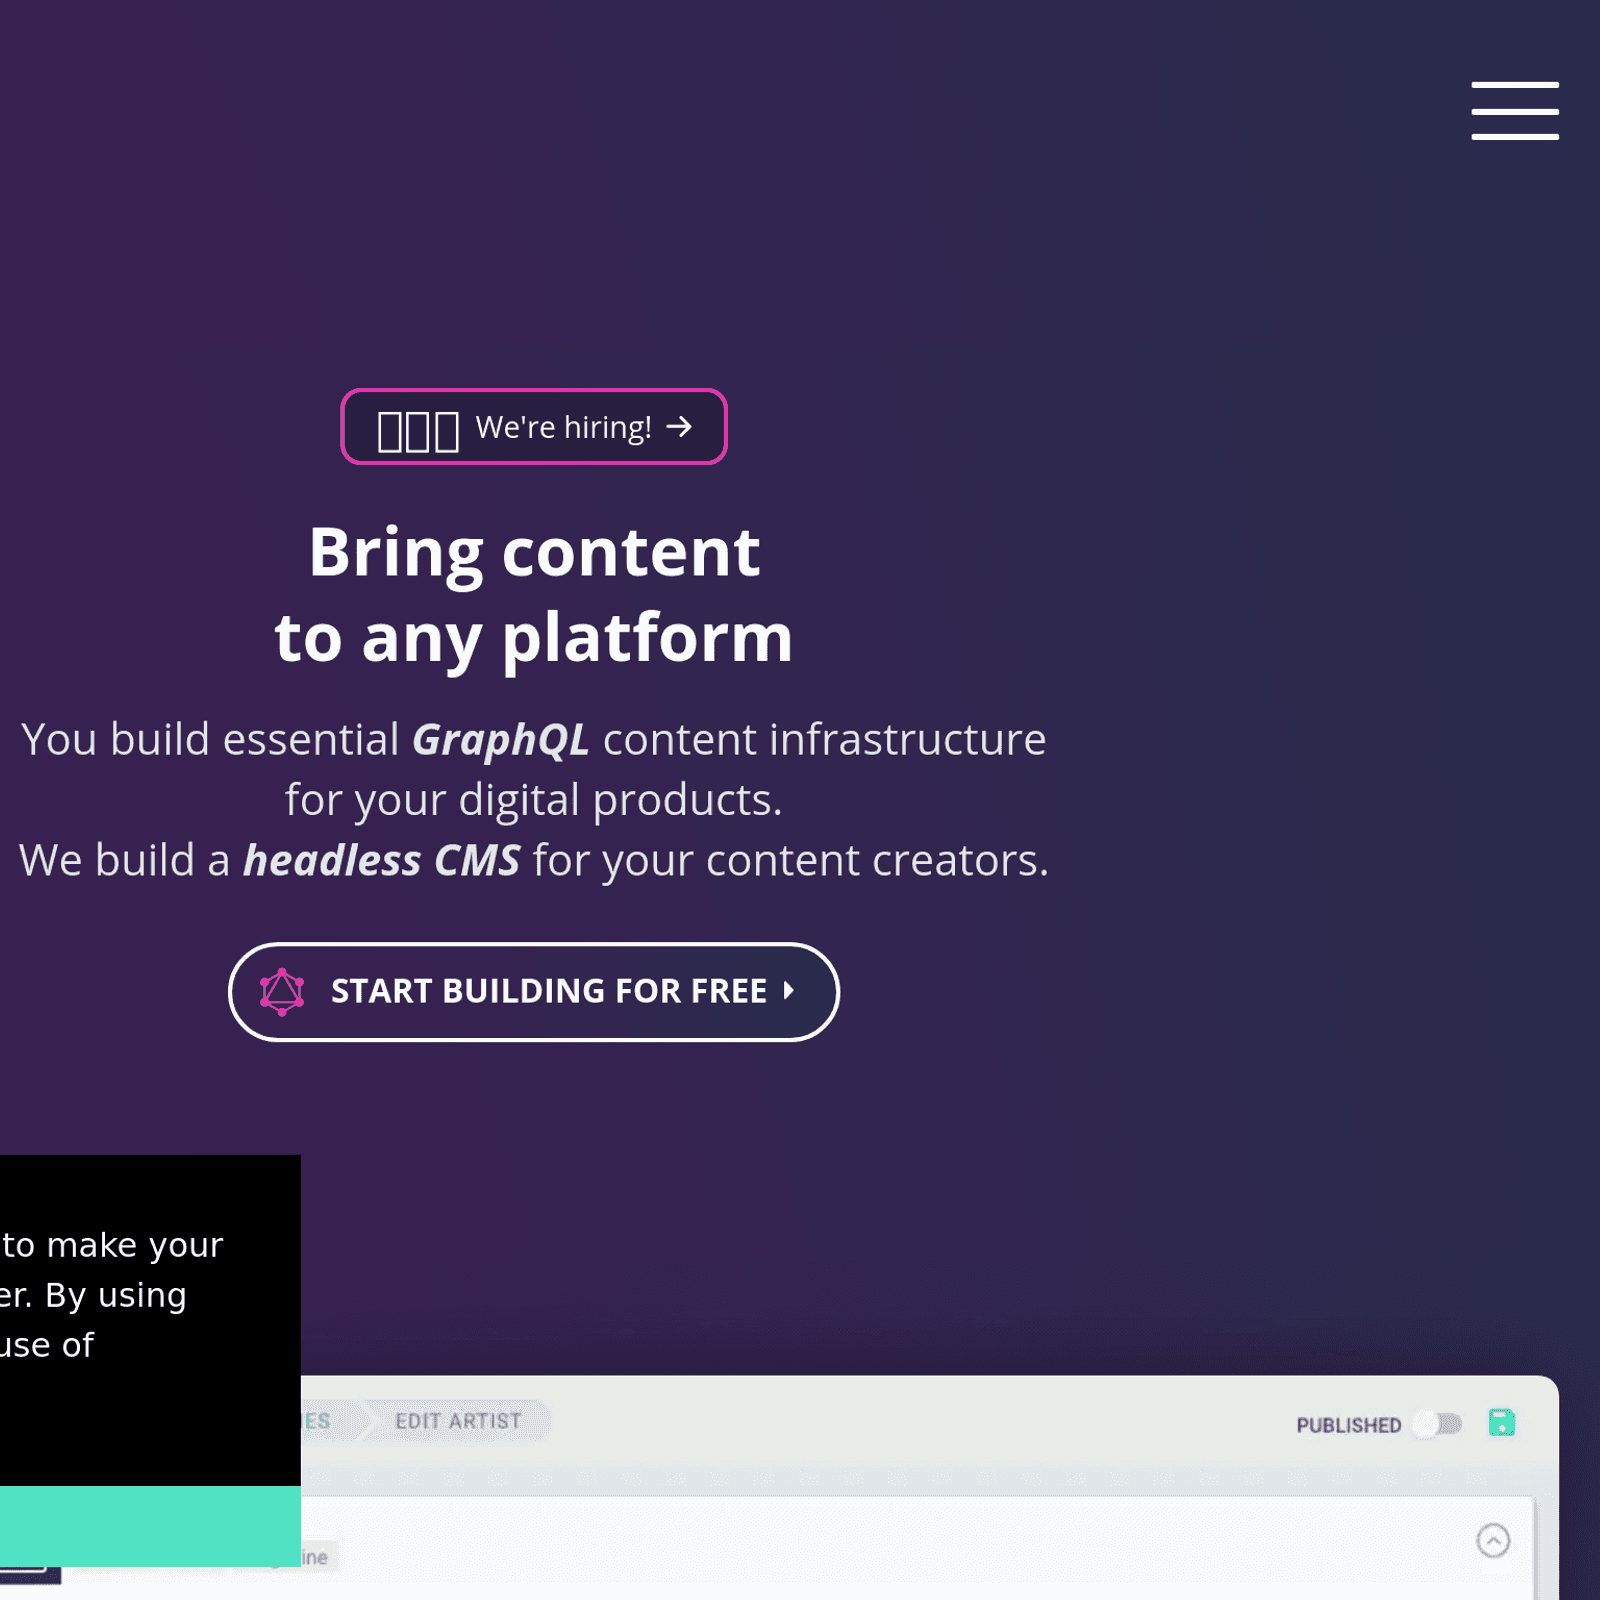 We're hiring! →
Bring content
to any platform
You build essential GraphQL content infrastructure
for your digital products.
We build a headless CMS for your content creators.
START BUILDING FOR FREE
to make your
er. By using
use of
IES
EDIT ARTIST
PUBLISHED
ine